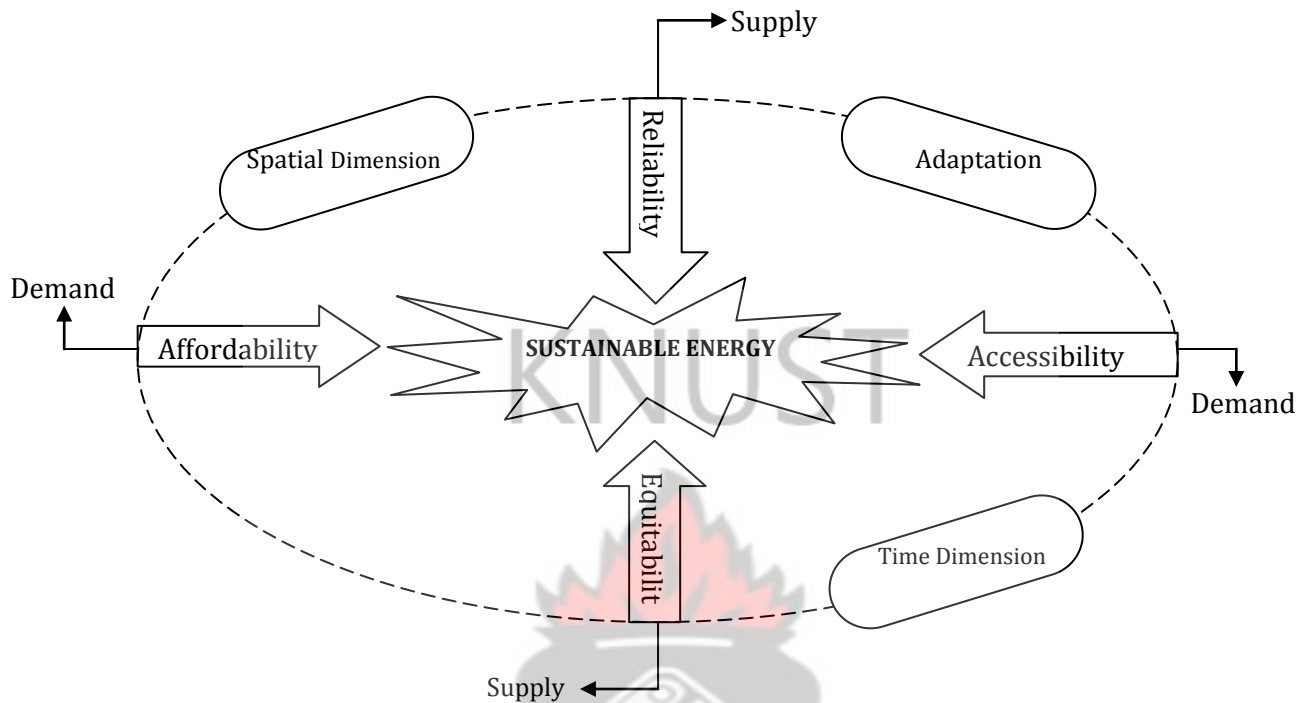 Supply
Reliability
Spatial Dimension
Adaptation
Demand
Affordability
SUSTAINABLE ENERGY
KNUST
Accessibility
Demand
Equitabilit
Time Dimension
Supply